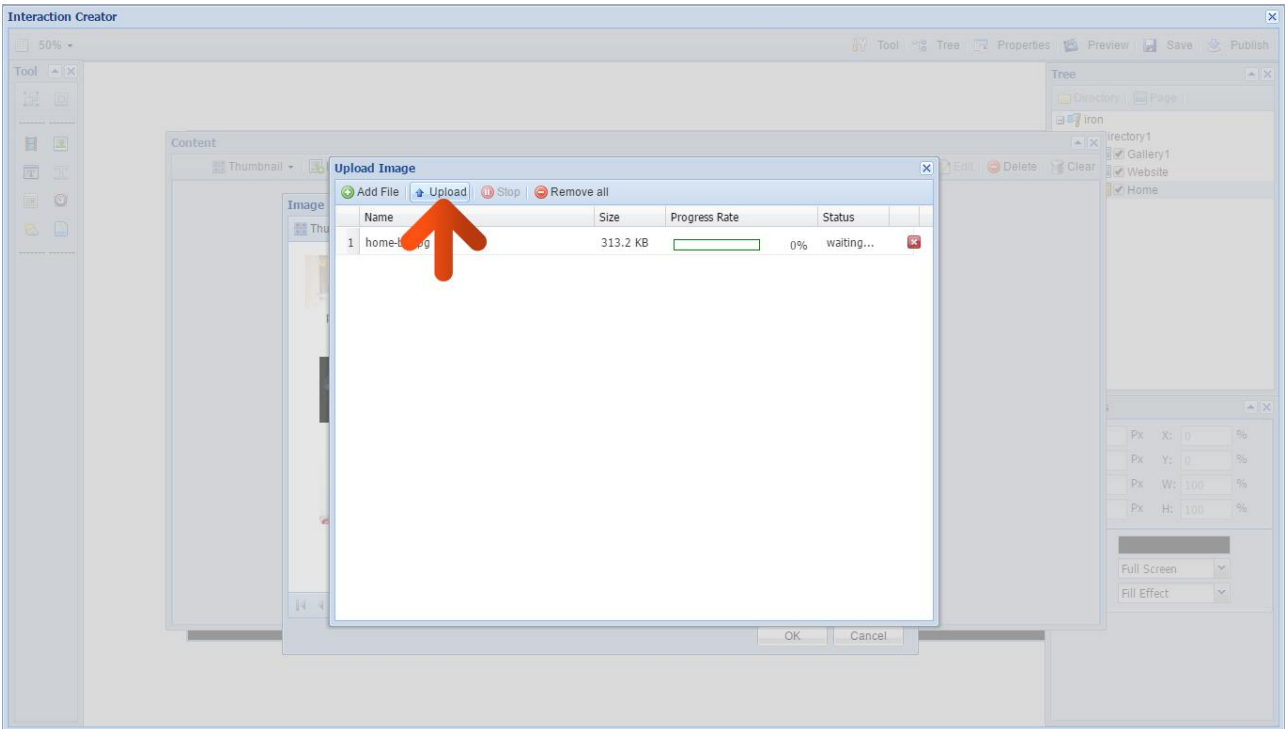 Interaction Creator
50%
Tool Tree Properties Preview Save Publish
Tool
Tree
Directory Page
iron
Gallery1
Website
Home
Content
Thumbnail
Edit Delete Clear
Upload Image
Add File Upload Stop Remove all
Image
Name Size Progress Rate Status
1 313.2 KB 0% waiting...
Px X: 0 %
Px Y: 0 %
Px W: 100 %
Px H: 100 %
Full Screen
Fill Effect
OK Cancel